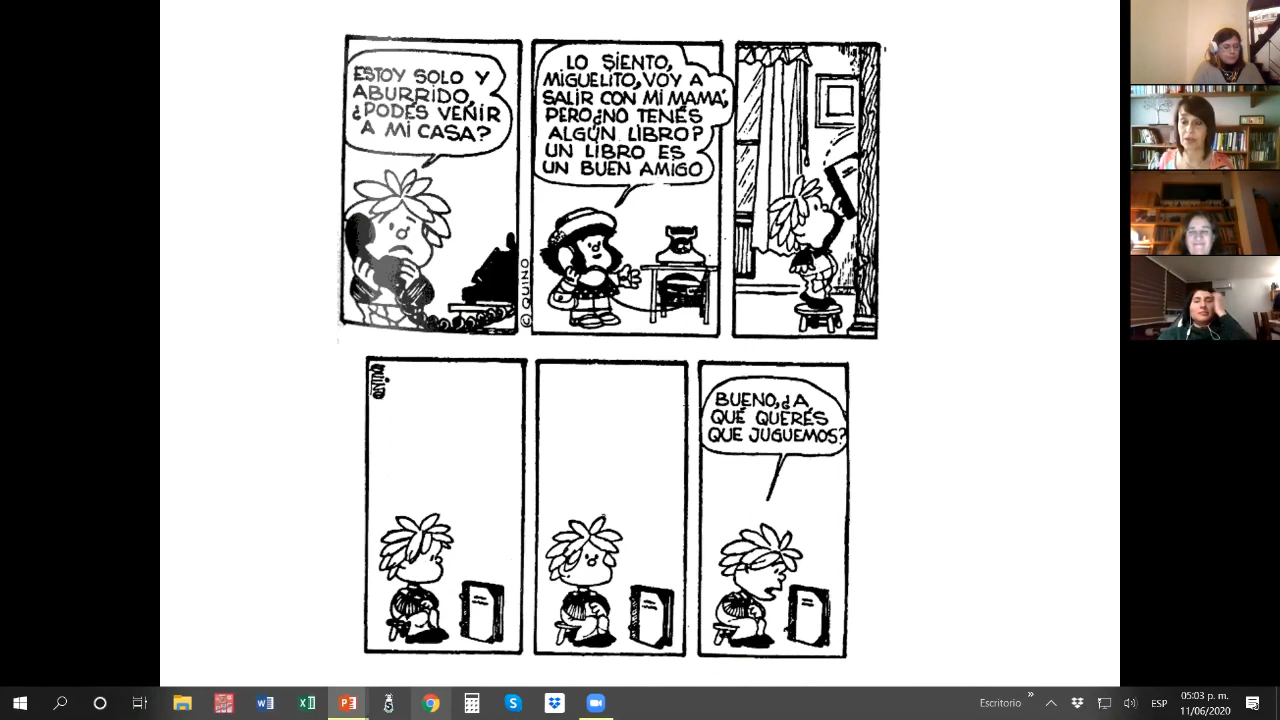 ESTOY SOLO Y
ABURRIDO,
¿PODÉS VENIR
A MI CASA?
LO SIENTO,
MIGUELITO, VOY A
SALIR CON MI MAMÁ;
PERO ¿NO TENÉS
ALGÚN LIBRO?
UN LIBRO ES
UN BUEN AMIGO
© QUINO
QUINO
BUENO, ¿A
QUÉ QUERÉS
QUE JUGUEMOS?
Escritorio
»
ESP
05:03 p. m.
11/06/2020